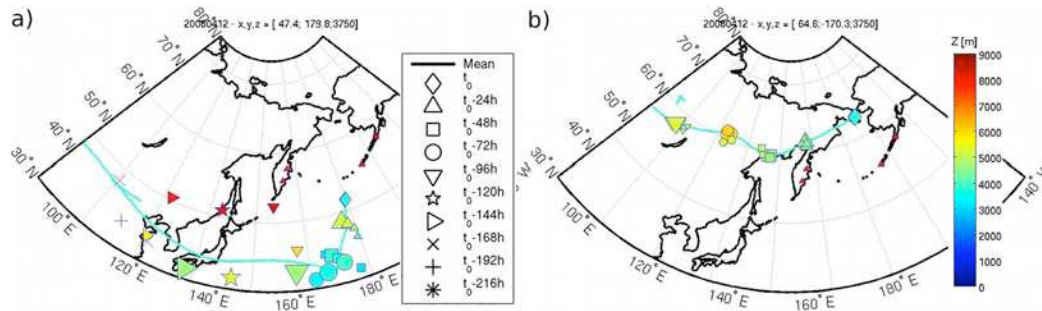 a)
20080412 - x,y,z = [ 47.4; 179.8;3750]
80°N
70°N
60°N
50°N
40°N
30°N
100°E
120°E
140°E
160°E
180°E
° W
Mean
t0
t0-24h
t0-48h
t0-72h
t0-96h
t0-120h
t0-144h
t0-168h
t0-192h
t0-216h
b)
20080412 - x,y,z = [ 64.6;-170.3;3750]
80°N
70°N
60°N
50°N
40°N
30°N
100°E
120°E
140°E
160°E
180°E
140°W
Z [m]
9000
8000
7000
6000
5000
4000
3000
2000
1000
0